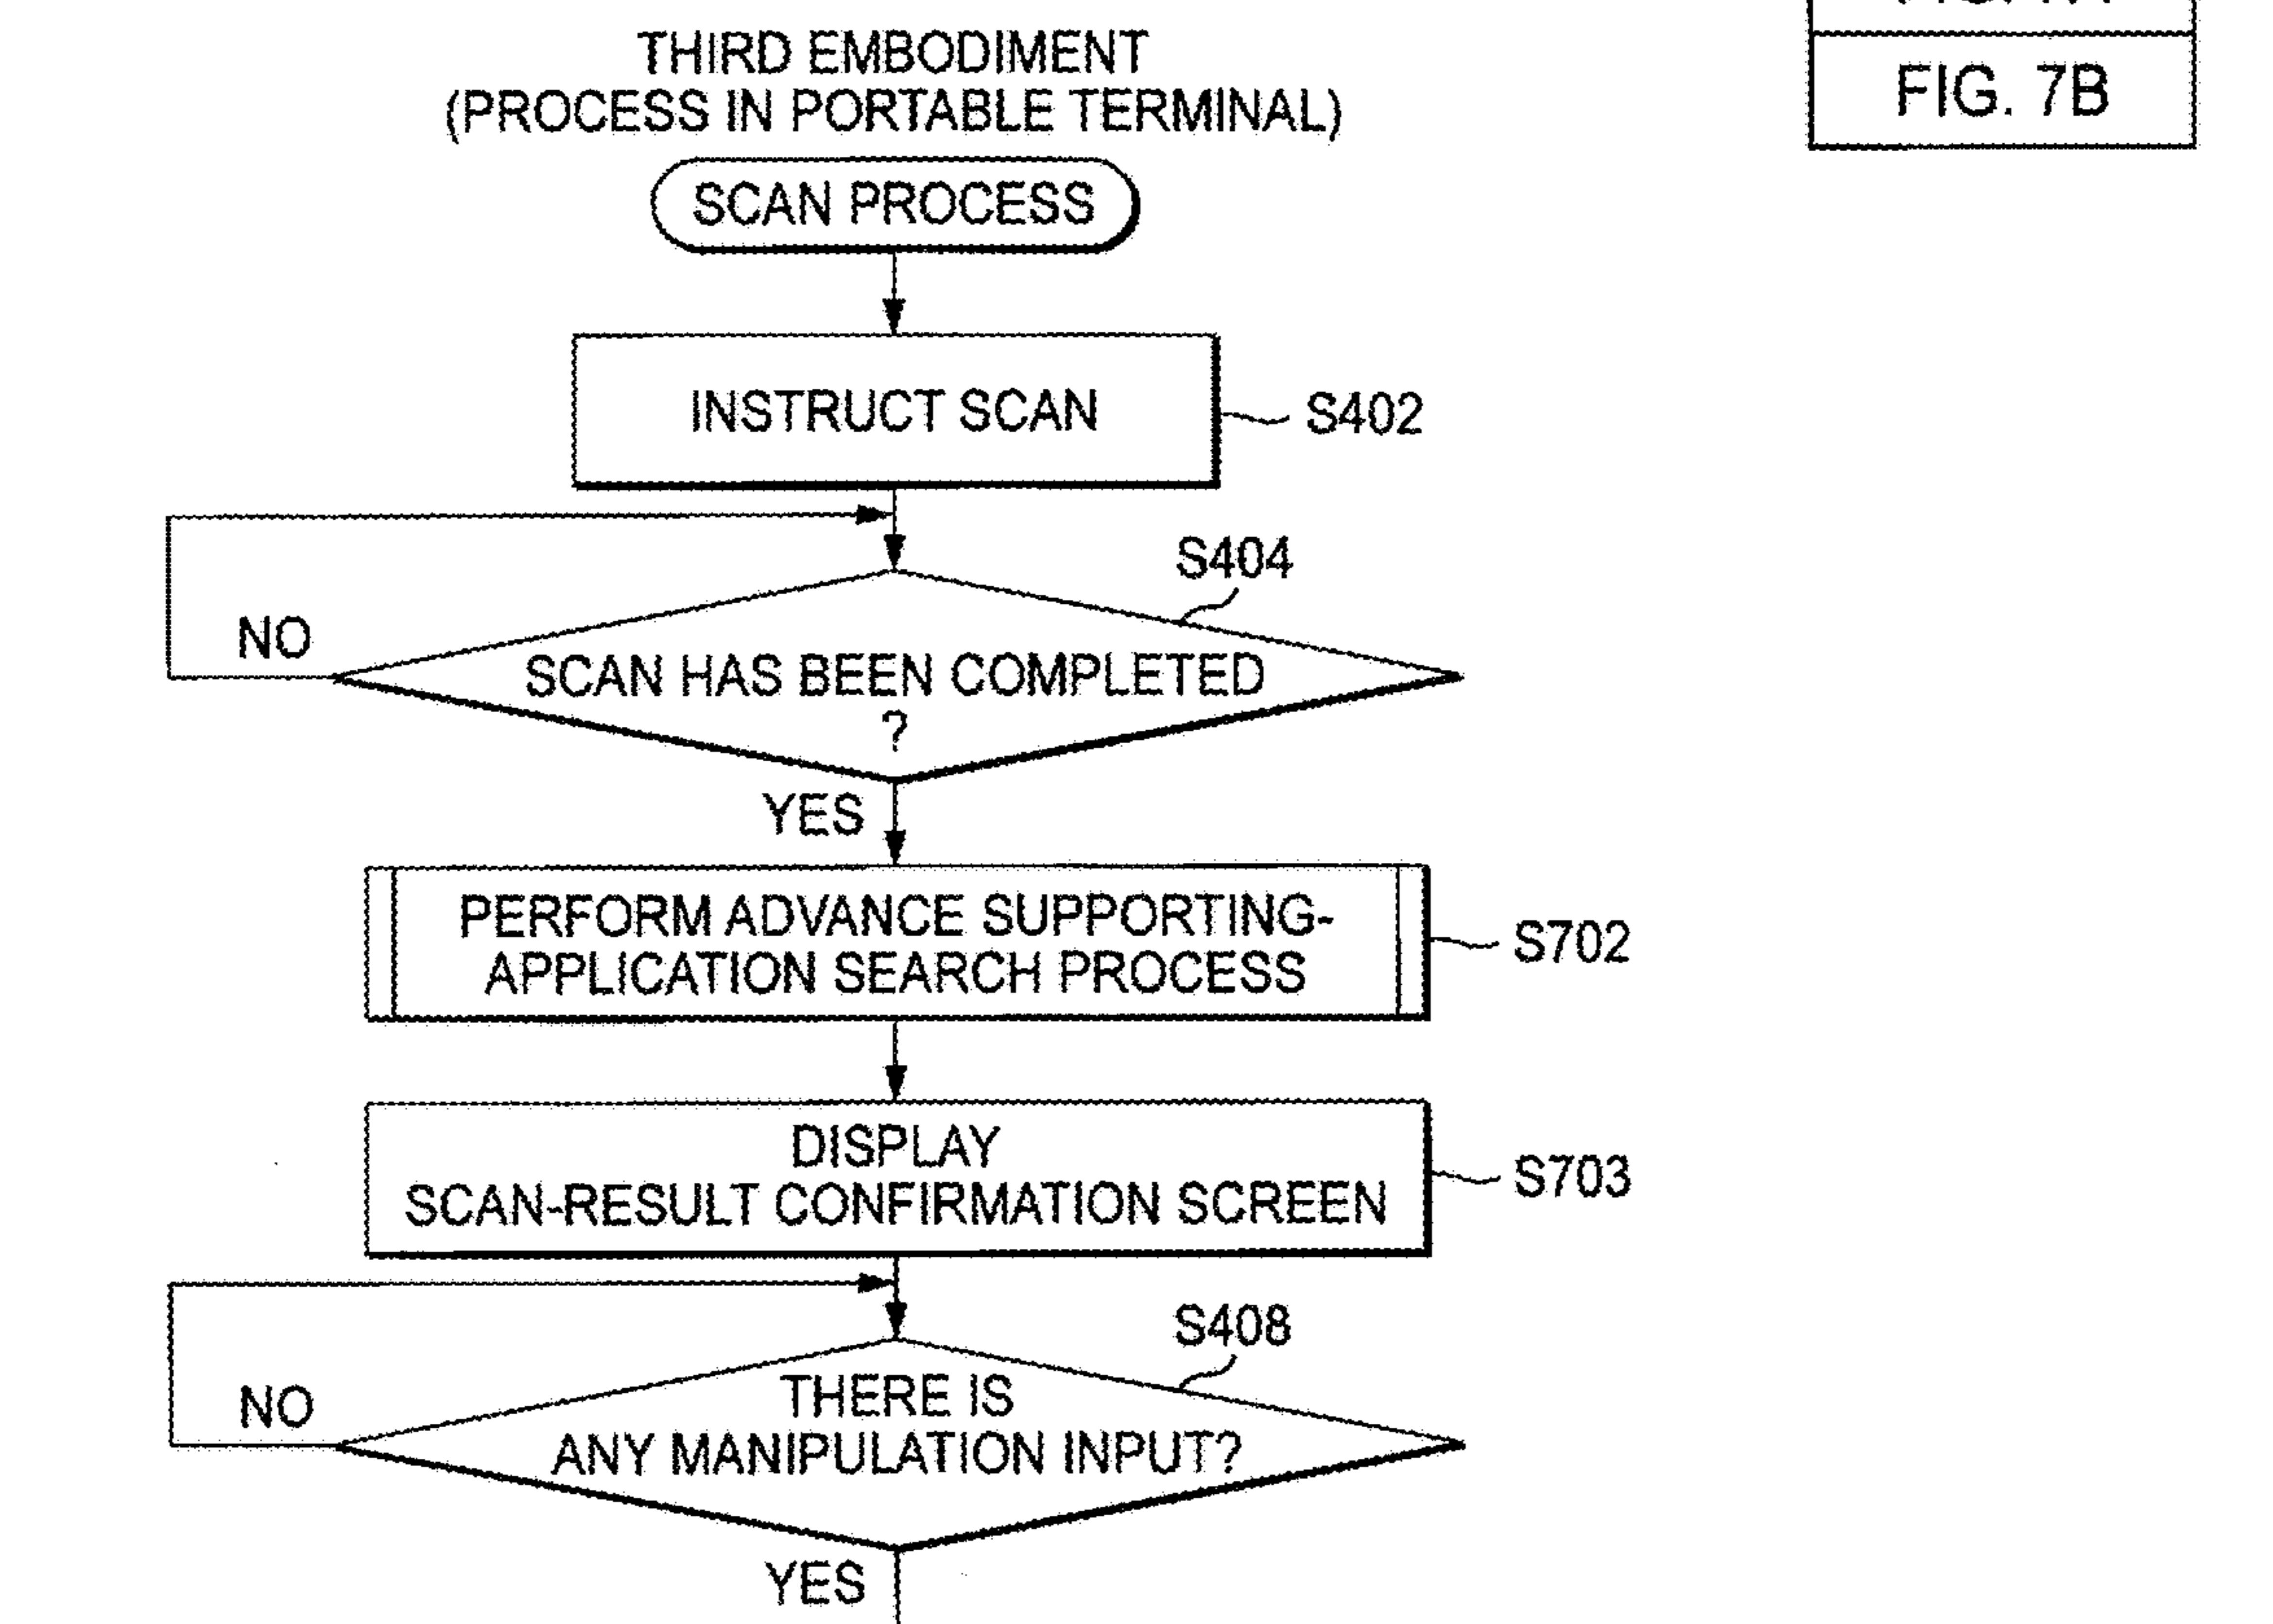 THIRD EMBODIMENT
(PROCESS IN PORTABLE TERMINAL)
FIG. 7B
SCAN PROCESS
INSTRUCT SCAN
S402
S404
NO
SCAN HAS BEEN COMPLETED
?
YES
PERFORM ADVANCE SUPPORTING-
APPLICATION SEARCH PROCESS
S702
DISPLAY
SCAN-RESULT CONFIRMATION SCREEN
S703
S408
NO
THERE IS
ANY MANIPULATION INPUT?
YES